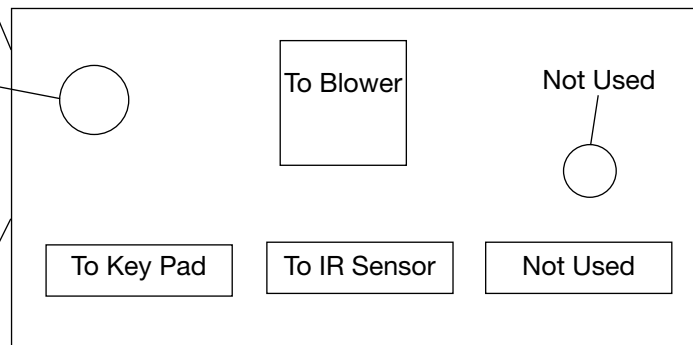 To Blower
Not Used
To Key Pad
To IR Sensor
Not Used